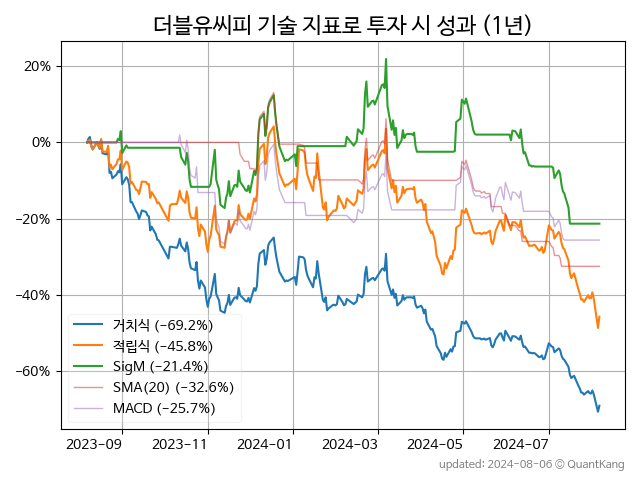 더블유씨피 기술 지표로 투자 시 성과 (1년)
20%
0%
−20%
−40%
−60%
거치식 (−69.2%)
적립식 (−45.8%)
SigM (−21.4%)
SMA(20) (−32.6%)
MACD (−25.7%)
2023-09 2023-11 2024-01 2024-03 2024-05 2024-07
updated: 2024-08-06 © QuantKang